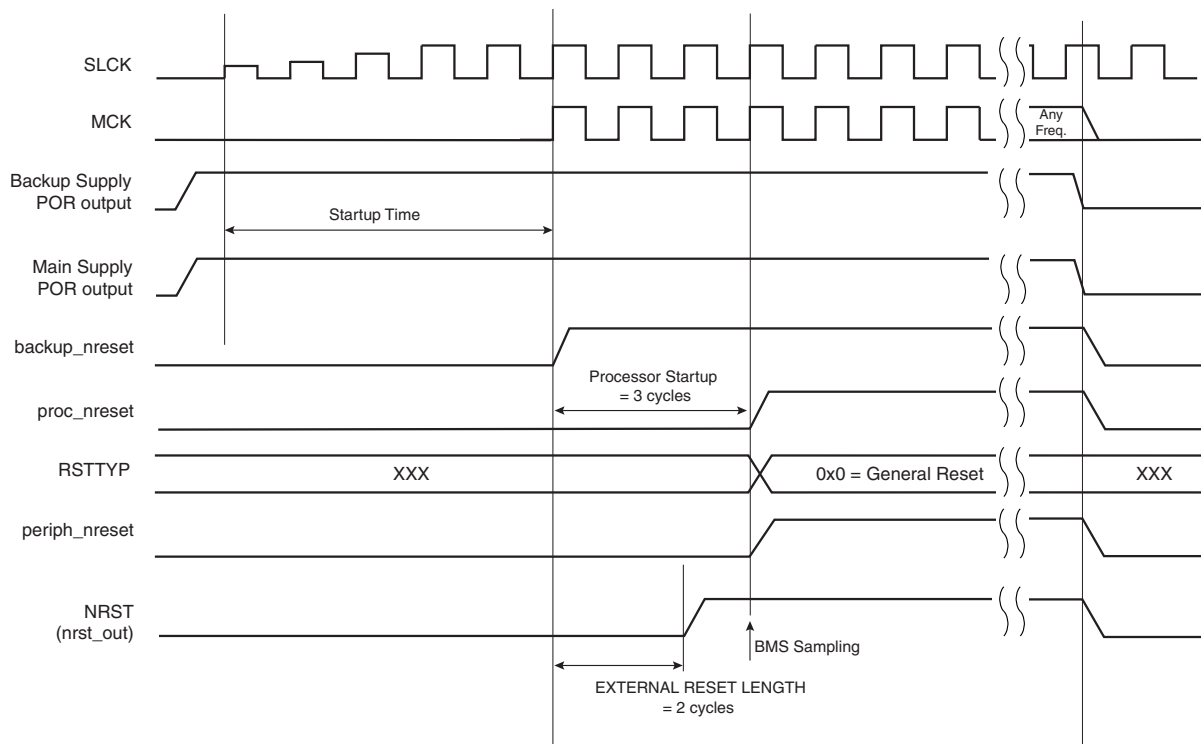 SLCK
MCK
Any
Freq.
Backup Supply
POR output
Startup Time
Main Supply
POR output
backup_nreset
Processor Startup
= 3 cycles
proc_nreset
RSTTYP
XXX
0x0 = General Reset
XXX
periph_nreset
NRST
(nrst_out)
BMS Sampling
EXTERNAL RESET LENGTH
= 2 cycles